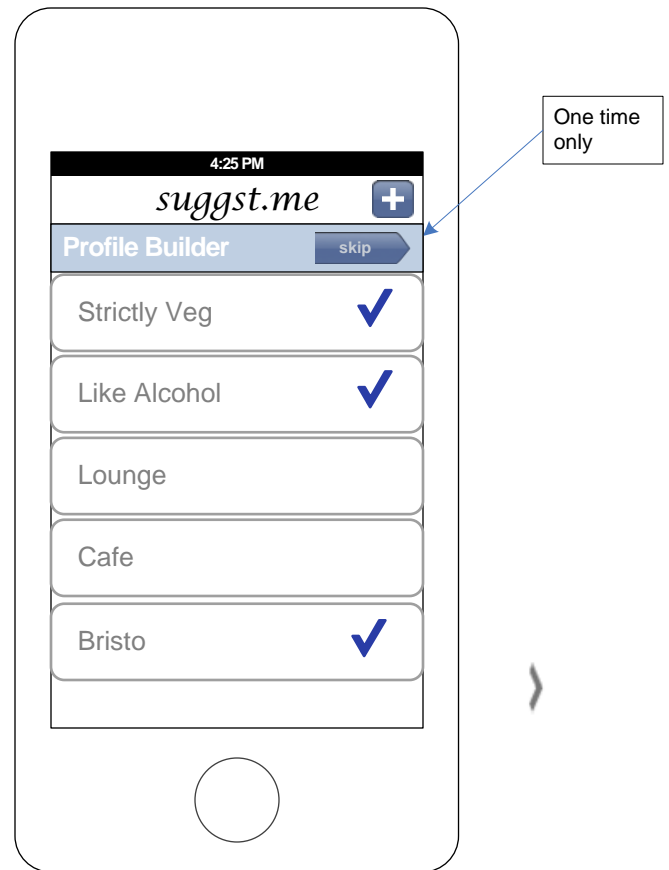 One time
only
4:25 PM
suggst.me
Profile Builder
skip
Strictly Veg
Like Alcohol
Lounge
Cafe
Bristo